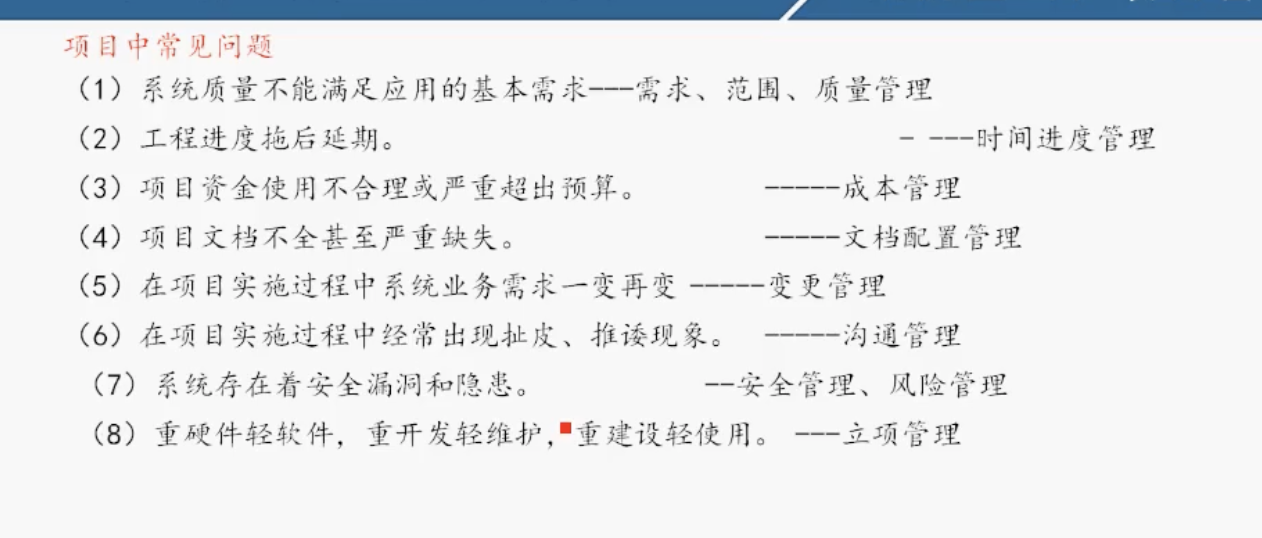 项目中常见问题
（1）系统质量不能满足应用的基本需求---需求、范围、质量管理
（2）工程进度拖后延期。 - ---时间进度管理
（3）项目资金使用不合理或严重超出预算。 -----成本管理
（4）项目文档不全甚至严重缺失。 -----文档配置管理
（5）在项目实施过程中系统业务需求一变再变 -----变更管理
（6）在项目实施过程中经常出现扯皮、推诿现象。 -----沟通管理
（7）系统存在着安全漏洞和隐患。 --安全管理、风险管理
（8）重硬件轻软件，重开发轻维护，重建设轻使用。 ---立项管理